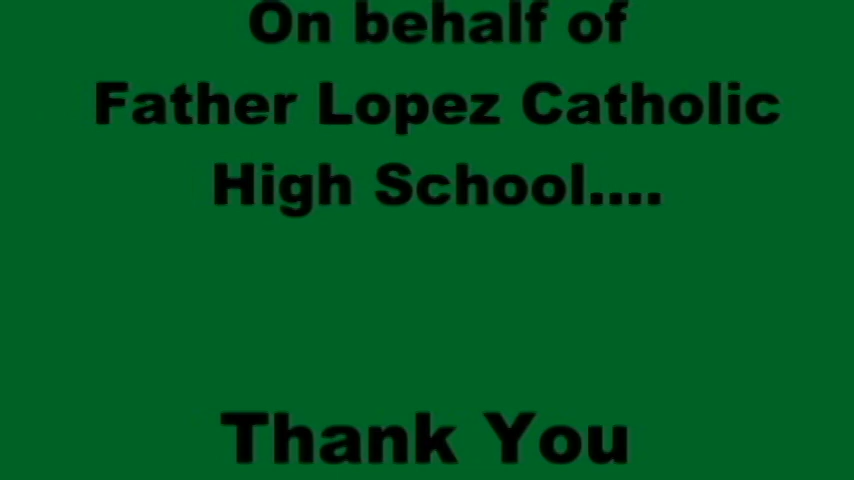 On behalf of
Father Lopez Catholic
High School....
Thank You